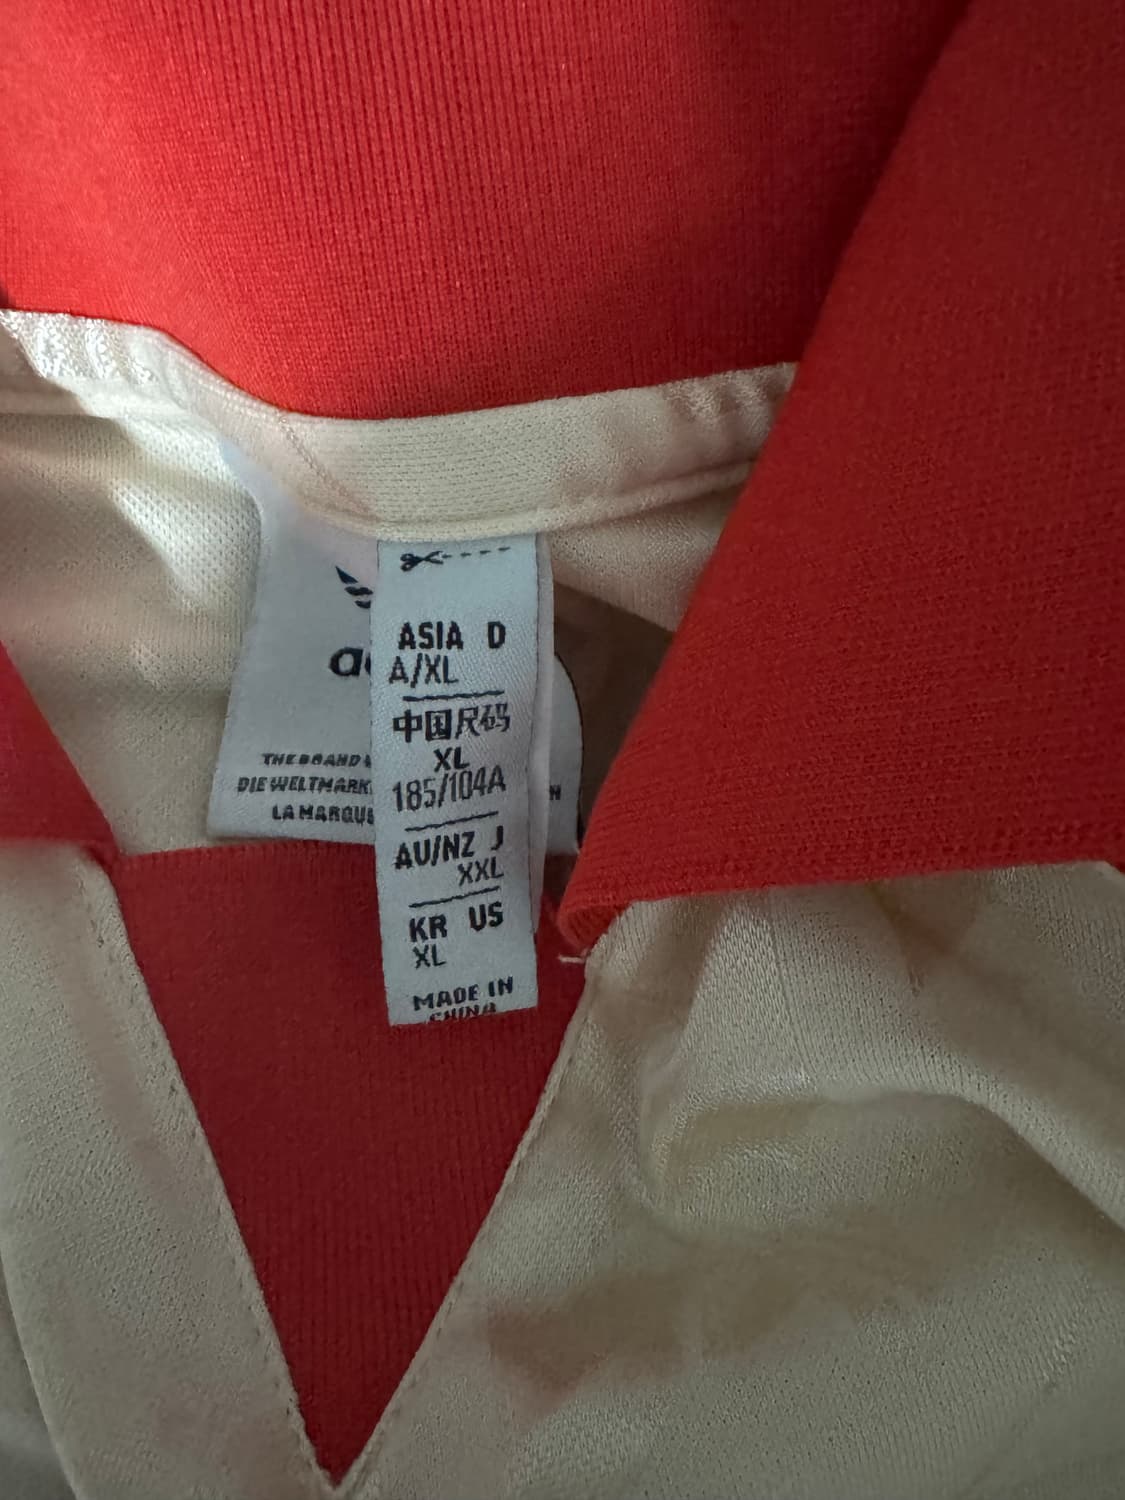 ASIA D
A/XL
中国尺码
XL
185/104A
AU/NZ J
XXL
KR US
XL
MADE IN
CHINA
THE BRAND
DIE WELTMARK
LA MARQUE